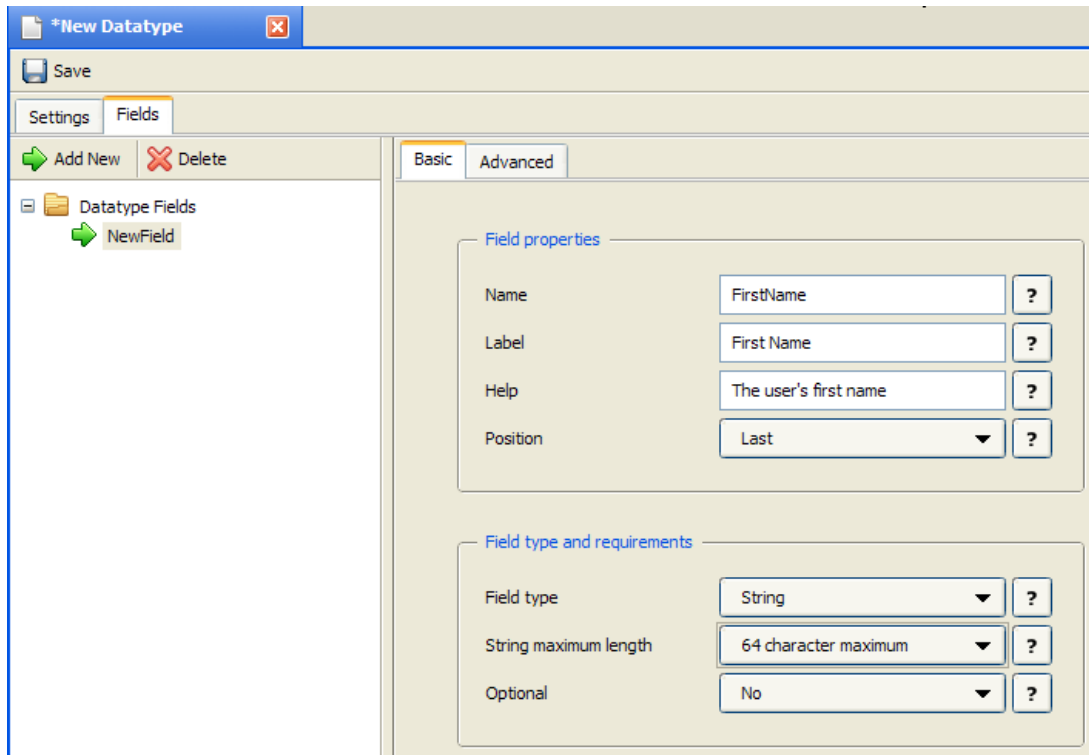 *New Datatype
Save
Settings Fields
Add New Delete
Basic Advanced
Datatype Fields
NewField
Field properties
Name FirstName ?
Label First Name ?
Help The user's first name ?
Position Last ?
Field type and requirements
Field type String ?
String maximum length 64 character maximum ?
Optional No ?